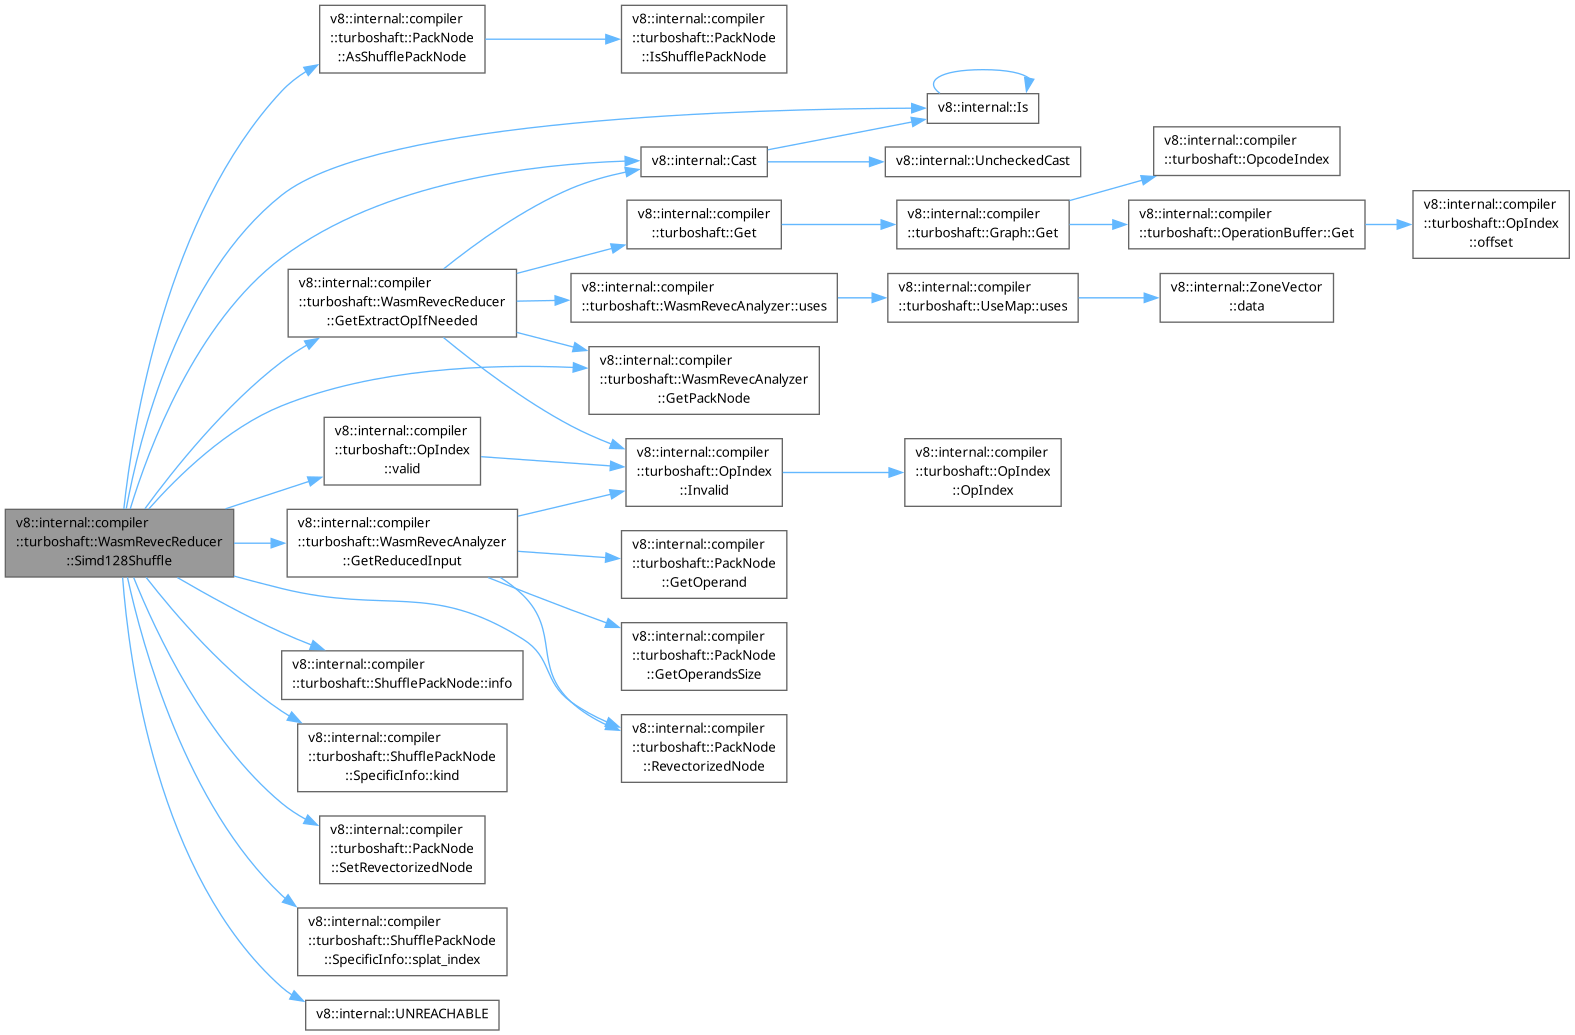 v8::internal::compiler
::turboshaft::PackNode
::AsShufflePackNode
v8::internal::compiler
::turboshaft::PackNode
::IsShufflePackNode
v8::internal::Is
v8::internal::Cast
v8::internal::UncheckedCast
v8::internal::compiler
::turboshaft::OpcodeIndex
v8::internal::compiler
::turboshaft::Get
v8::internal::compiler
::turboshaft::Graph::Get
v8::internal::compiler
::turboshaft::OperationBuffer::Get
v8::internal::compiler
::turboshaft::OpIndex
::offset
v8::internal::compiler
::turboshaft::WasmRevecReducer
::GetExtractOpIfNeeded
v8::internal::compiler
::turboshaft::WasmRevecAnalyzer::uses
v8::internal::compiler
::turboshaft::UseMap::uses
v8::internal::ZoneVector
::data
v8::internal::compiler
::turboshaft::WasmRevecAnalyzer
::GetPackNode
v8::internal::compiler
::turboshaft::OpIndex
::valid
v8::internal::compiler
::turboshaft::OpIndex
::Invalid
v8::internal::compiler
::turboshaft::OpIndex
::OpIndex
v8::internal::compiler
::turboshaft::WasmRevecReducer
::Simd128Shuffle
v8::internal::compiler
::turboshaft::WasmRevecAnalyzer
::GetReducedInput
v8::internal::compiler
::turboshaft::PackNode
::GetOperand
v8::internal::compiler
::turboshaft::PackNode
::GetOperandsSize
v8::internal::compiler
::turboshaft::ShufflePackNode::info
v8::internal::compiler
::turboshaft::PackNode
::RevectorizedNode
v8::internal::compiler
::turboshaft::ShufflePackNode
::SpecificInfo::kind
v8::internal::compiler
::turboshaft::PackNode
::SetRevectorizedNode
v8::internal::compiler
::turboshaft::ShufflePackNode
::SpecificInfo::splat_index
v8::internal::UNREACHABLE